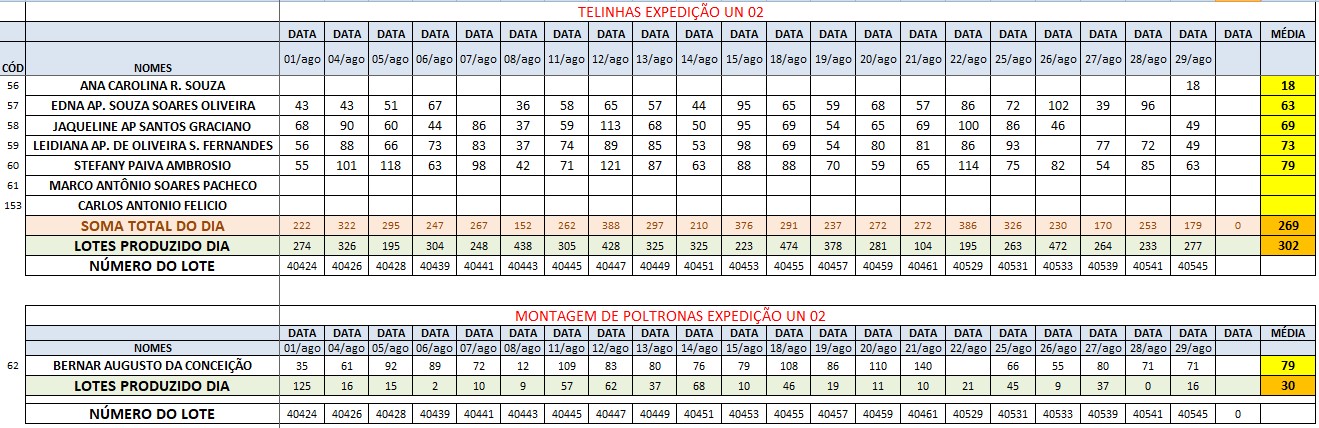 TELINHAS EXPEDIÇÃO UN 02
DATA DATA DATA DATA DATA DATA DATA DATA DATA DATA DATA DATA DATA DATA DATA DATA DATA DATA DATA DATA DATA DATA MÉDIA
CÓD NOMES 01/ago 04/ago 05/ago 06/ago 07/ago 08/ago 11/ago 12/ago 13/ago 14/ago 15/ago 18/ago 19/ago 20/ago 21/ago 22/ago 25/ago 26/ago 27/ago 28/ago 29/ago
56 ANA CAROLINA R. SOUZA 18 18
57 EDNA AP. SOUZA SOARES OLIVEIRA 43 43 51 67 36 58 65 57 44 95 65 59 68 57 86 72 102 39 96 63
58 JAQUELINE AP SANTOS GRACIANO 68 90 60 44 86 37 59 113 68 50 95 69 54 65 69 100 86 46 49 69
59 LEIDIANA AP. DE OLIVEIRA S. FERNANDES 56 88 66 73 83 37 74 89 85 53 98 69 54 80 81 86 93 77 72 49 73
60 STEFANY PAIVA AMBROSIO 55 101 118 63 98 42 71 121 87 63 88 88 70 59 65 114 75 82 54 85 63 79
61 MARCO ANTÔNIO SOARES PACHECO
153 CARLOS ANTONIO FELICIO
SOMA TOTAL DO DIA 222 322 295 247 267 152 262 388 297 210 376 291 237 272 272 386 326 230 170 253 179 0 269
LOTES PRODUZIDO DIA 274 326 195 304 248 438 305 428 325 325 223 474 378 281 104 195 263 472 264 233 277 302
NÚMERO DO LOTE 40424 40426 40428 40439 40441 40443 40445 40447 40449 40451 40453 40455 40457 40459 40461 40529 40531 40533 40539 40541 40545
MONTAGEM DE POLTRONAS EXPEDIÇÃO UN 02
DATA DATA DATA DATA DATA DATA DATA DATA DATA DATA DATA DATA DATA DATA DATA DATA DATA DATA DATA DATA DATA DATA MÉDIA
NOMES 01/ago 04/ago 05/ago 06/ago 07/ago 08/ago 11/ago 12/ago 13/ago 14/ago 15/ago 18/ago 19/ago 20/ago 21/ago 22/ago 25/ago 26/ago 27/ago 28/ago 29/ago
62 BERNAR AUGUSTO DA CONCEIÇÃO 35 61 92 89 72 12 109 83 80 76 79 108 86 110 140 66 55 80 71 71 79
LOTES PRODUZIDO DIA 125 16 15 2 10 9 57 62 37 68 10 46 19 11 10 21 45 9 37 0 16 30
NÚMERO DO LOTE 40424 40426 40428 40439 40441 40443 40445 40447 40449 40451 40453 40455 40457 40459 40461 40529 40531 40533 40539 40541 40545 0